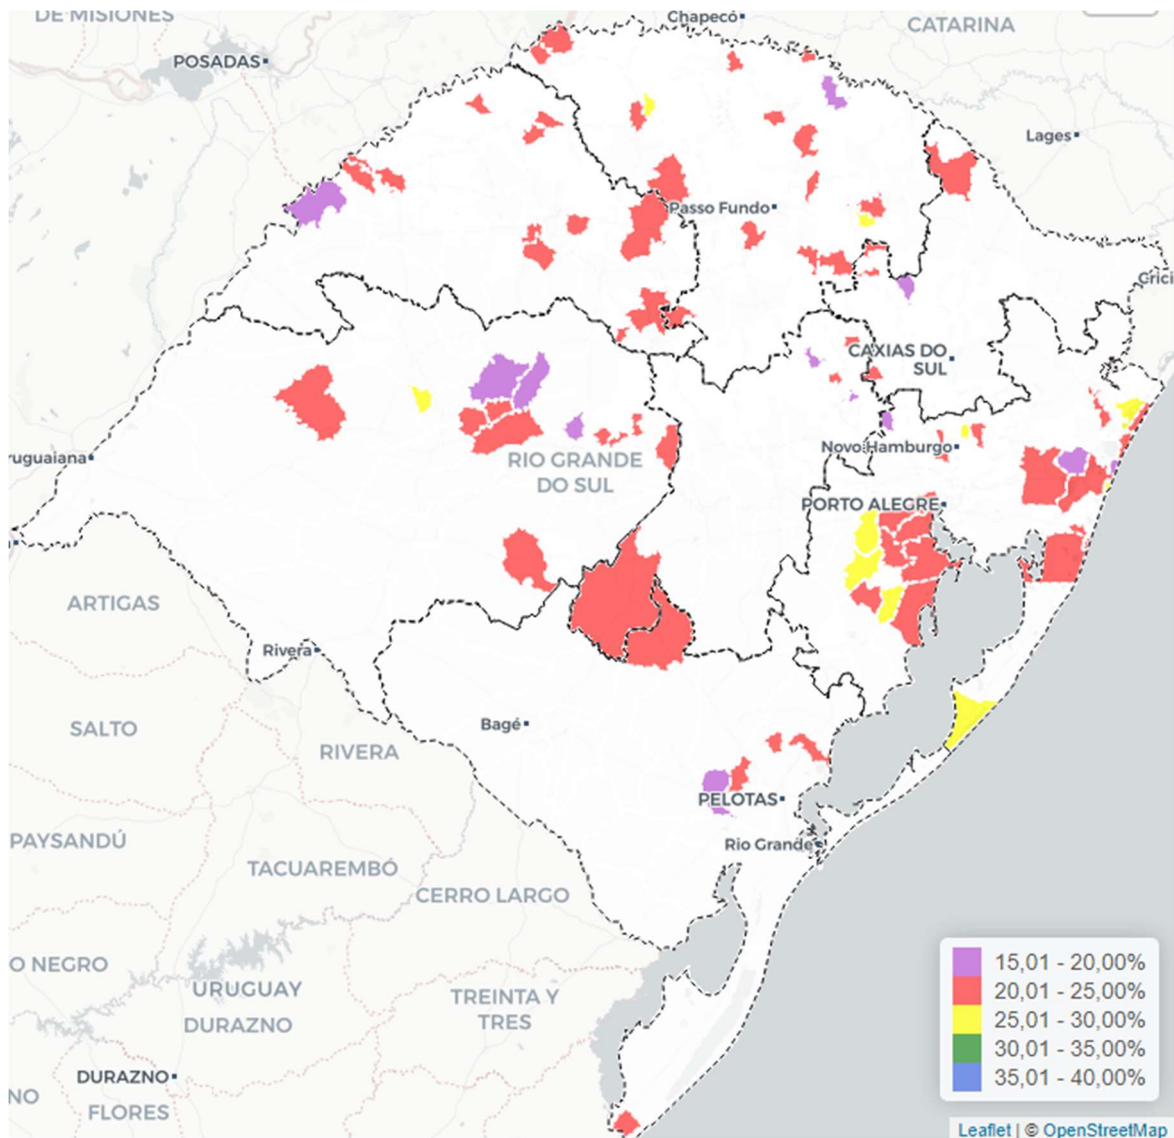 DE MISIONES
Chapecó
CATARINA
POSADAS
Lages
Passo Fundo
Crici
CAXIAS DO
SUL
ruguaiana
Novo Hamburgo
RIO GRANDE
DO SUL
PORTO ALEGRE
ARTIGAS
Rivera
SALTO
Bagé
RIVERA
PELOTAS
PAYSANDÚ
Rio Grande
TACUAREMBÓ
CERRO LARGO
O NEGRO
15,01 - 20,00%
URUGUAY
TREINTA Y
TRES
20,01 - 25,00%
DURAZNO
25,01 - 30,00%
30,01 - 35,00%
DURAZNO
35,01 - 40,00%
NO
FLORES
Leaflet | © OpenStreetMap